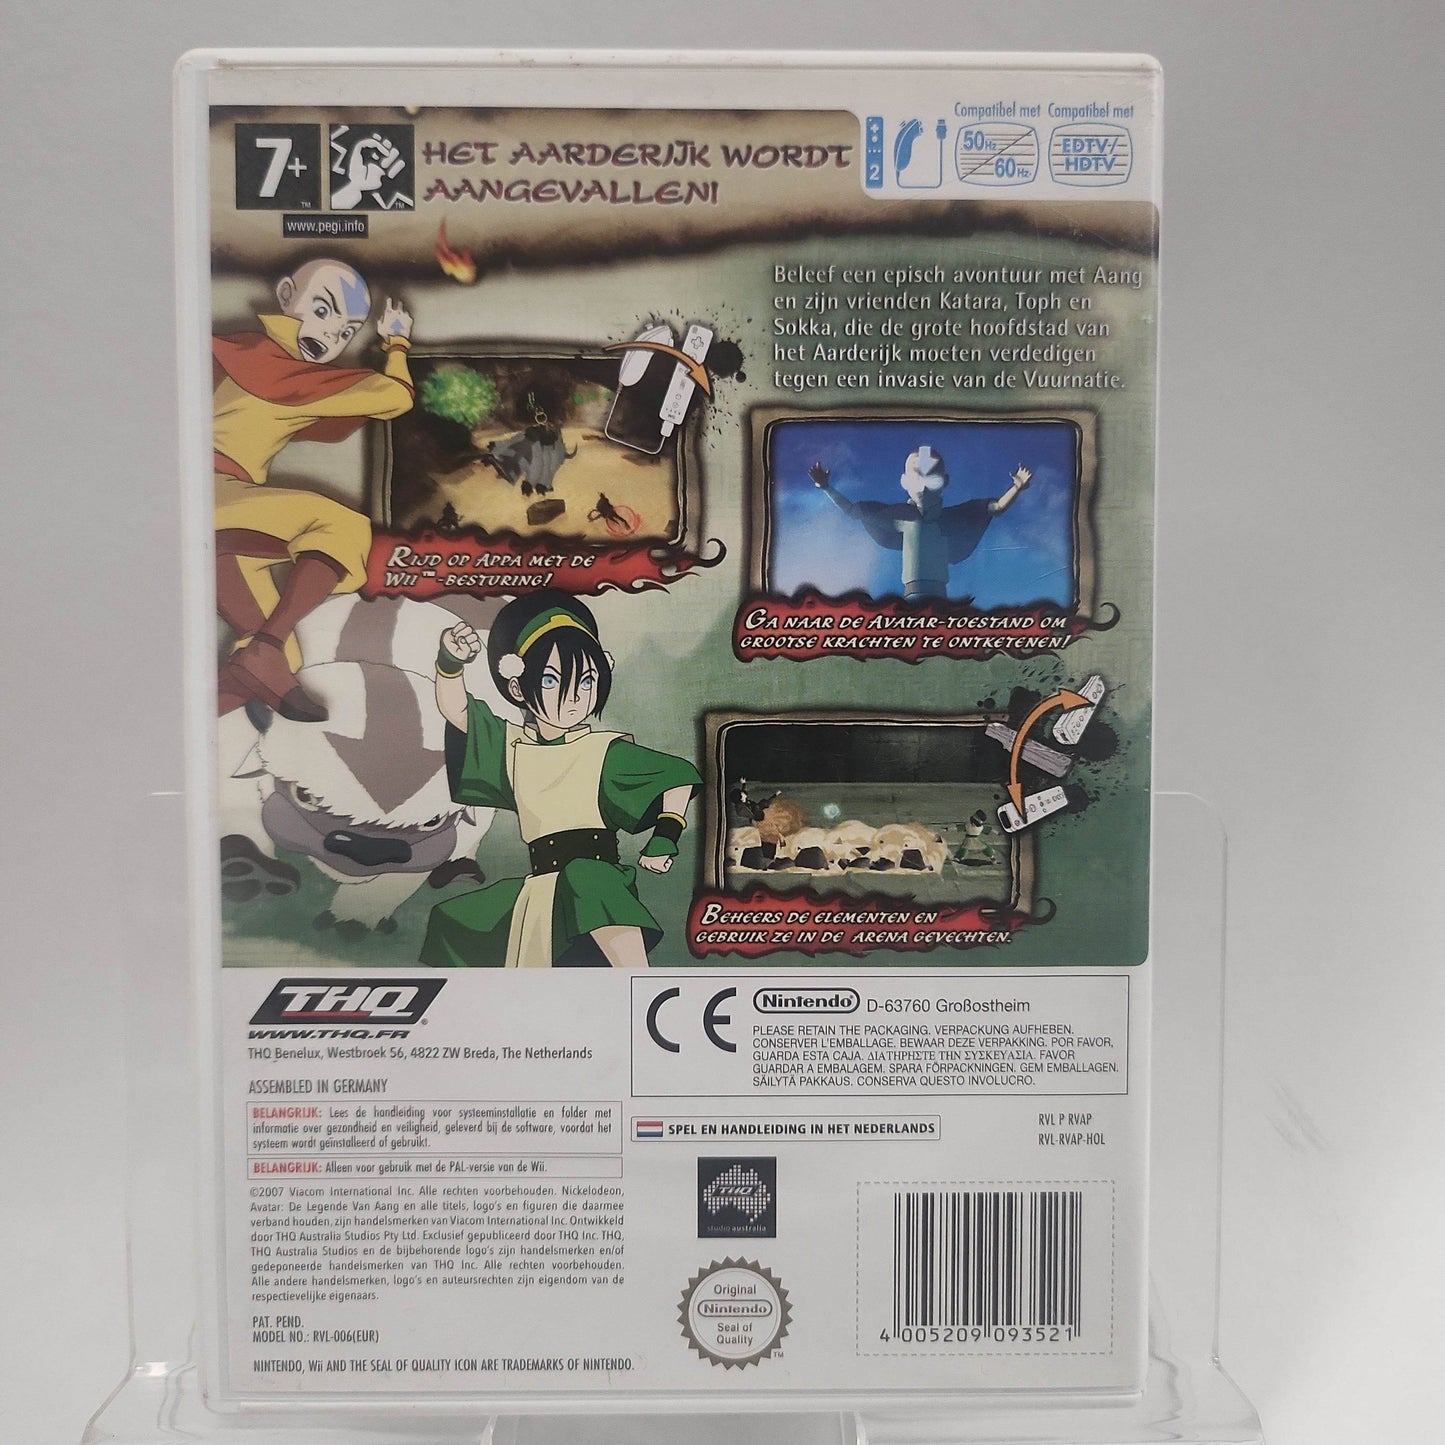 7+
TM
TM
www.pegi.info
HET AARDERIJK WORDT
AANGEVALLEN!
2
Compatibel met
50Hz
60Hz
Compatibel met
EDTV/
HDTV
Beleef een episch avontuur met Aang
en zijn vrienden Katara, Toph en
Sokka, die de grote hoofdstad van
het Aarderijk moeten verdedigen
tegen een invasie van de Vuurnatie.
RIJD OP APPA MET DE
WII™-BESTURING!
GA NAAR DE AVATAR-TOESTAND OM
GROOTSE KRACHTEN TE ONTKETENEN!
BEHEERS DE ELEMENTEN EN
GEBRUIK ZE IN DE ARENA GEVECHTEN.
THQ®
WWW.THQ.FR
THQ Benelux, Westbroek 56, 4822 ZW Breda, The Netherlands
ASSEMBLED IN GERMANY
BELANGRIJK: Lees de handleiding voor systeeminstallatie en folder met
informatie over gezondheid en veiligheid, geleverd bij de software, voordat het
systeem wordt geïnstalleerd of gebruikt.
BELANGRIJK: Alleen voor gebruik met de PAL-versie van de Wii.
©2007 Viacom International Inc. Alle rechten voorbehouden. Nickelodeon,
Avatar: De Legende Van Aang en alle titels, logo's en figuren die daarmee
verband houden, zijn handelsmerken van Viacom International Inc. Ontwikkeld
door THQ Australia Studios Pty Ltd. Exclusief gepubliceerd door THQ Inc. THQ,
THQ Australia Studios en de bijbehorende logo's zijn handelsmerken en/of
gedeponeerde handelsmerken van THQ Inc. Alle rechten voorbehouden.
Alle andere handelsmerken, logo's en auteursrechten zijn eigendom van de
respectievelijke eigenaars.
PAT. PEND.
MODEL NO.: RVL-006(EUR)
NINTENDO, Wii AND THE SEAL OF QUALITY ICON ARE TRADEMARKS OF NINTENDO.
CE
Nintendo® D-63760 Großostheim
PLEASE RETAIN THE PACKAGING. VERPACKUNG AUFHEBEN.
CONSERVER L'EMBALLAGE. BEWAAR DEZE VERPAKKING. POR FAVOR,
GUARDA ESTA CAJA. ΔΙΑΤΗΡΗΣΤΕ ΤΗΝ ΣΥΣΚΕΥΑΣΙΑ. FAVOR
GUARDAR A EMBALAGEM. SPARA FÖRPACKNINGEN. GEM EMBALLAGEN.
SÄILYTÄ PAKKAUS. CONSERVA QUESTO INVOLUCRO.
SPEL EN HANDLEIDING IN HET NEDERLANDS
RVL P RVAP
RVL-RVAP-HOL
THQ
studio australia
Original
Nintendo
Seal of
Quality
TM
4 005209 093521